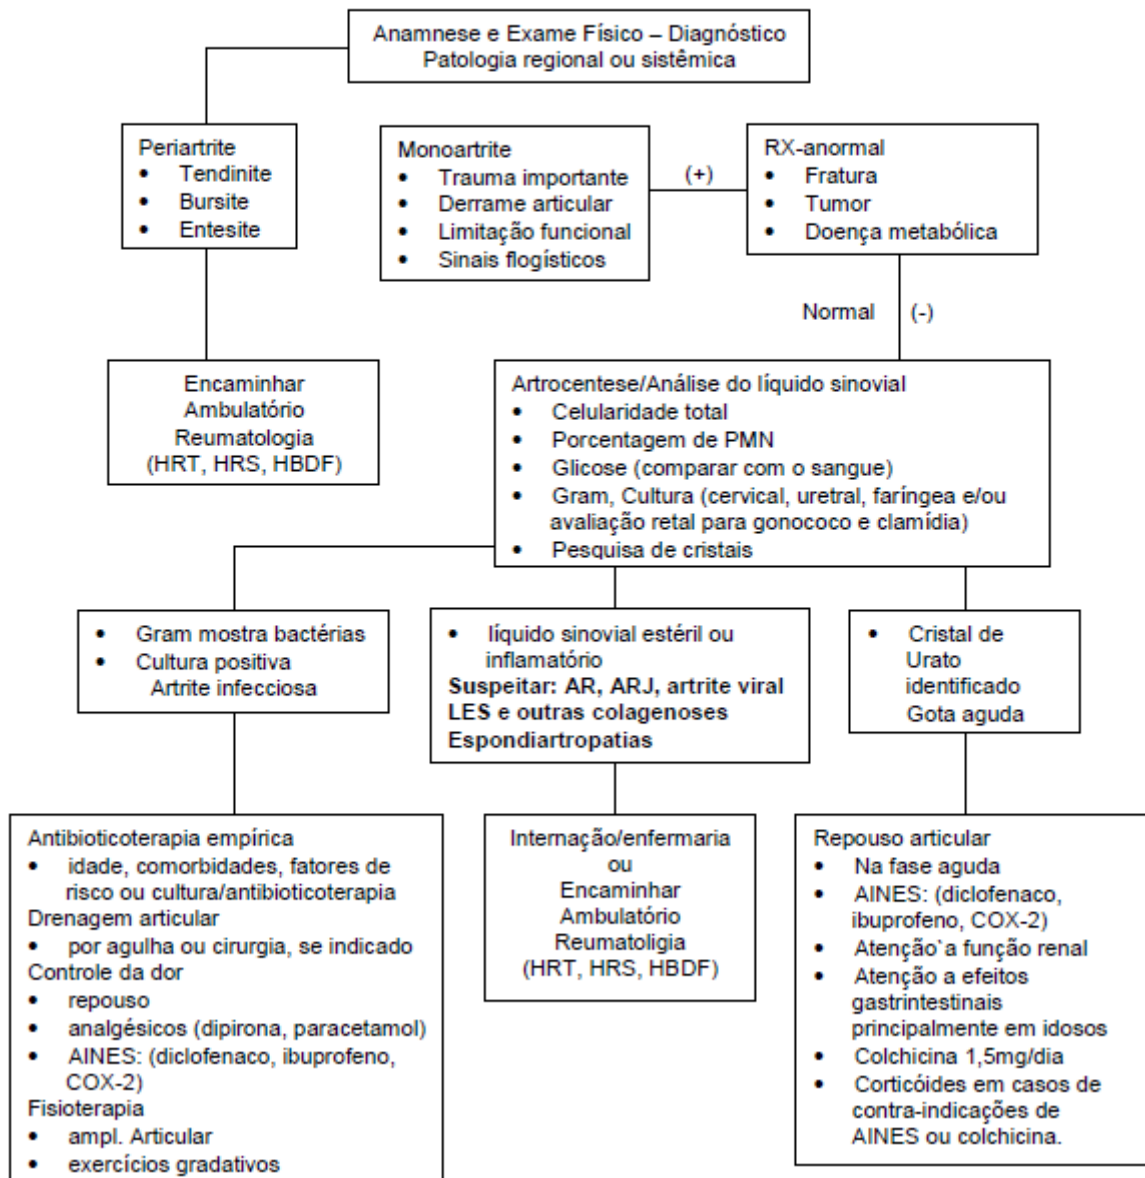 Anamnese e Exame Físico – Diagnóstico
Patologia regional ou sistêmica
Periartrite
• Tendinite
• Bursite
• Entesite
Monoartrite
• Trauma importante
• Derrame articular
• Limitação funcional
• Sinais flogísticos
(+)
RX-anormal
• Fratura
• Tumor
• Doença metabólica
Normal (-)
Encaminhar
Ambulatório
Reumatologia
(HRT, HRS, HBDF)
Artrocentese/Análise do líquido sinovial
• Celularidade total
• Porcentagem de PMN
• Glicose (comparar com o sangue)
• Gram, Cultura (cervical, uretral, faríngea e/ou
avaliação retal para gonococo e clamídia)
• Pesquisa de cristais
• Gram mostra bactérias
• Cultura positiva
Artrite infecciosa
• líquido sinovial estéril ou
inflamatório
Suspeitar: AR, ARJ, artrite viral
LES e outras colagenoses
Espondiartropatias
• Cristal de
Urato
identificado
Gota aguda
Antibioticoterapia empírica
• idade, comorbidades, fatores de
risco ou cultura/antibioticoterapia
Drenagem articular
• por agulha ou cirurgia, se indicado
Controle da dor
• repouso
• analgésicos (dipirona, paracetamol)
• AINES: (diclofenaco, ibuprofeno,
COX-2)
Fisioterapia
• ampl. Articular
• exercícios gradativos
Internação/enfermaria
ou
Encaminhar
Ambulatório
Reumatoligia
(HRT, HRS, HBDF)
Repouso articular
• Na fase aguda
• AINES: (diclofenaco,
ibuprofeno, COX-2)
• Atenção`a função renal
• Atenção a efeitos
gastrintestinais
principalmente em idosos
• Colchicina 1,5mg/dia
• Corticóides em casos de
contra-indicações de
AINES ou colchicina.